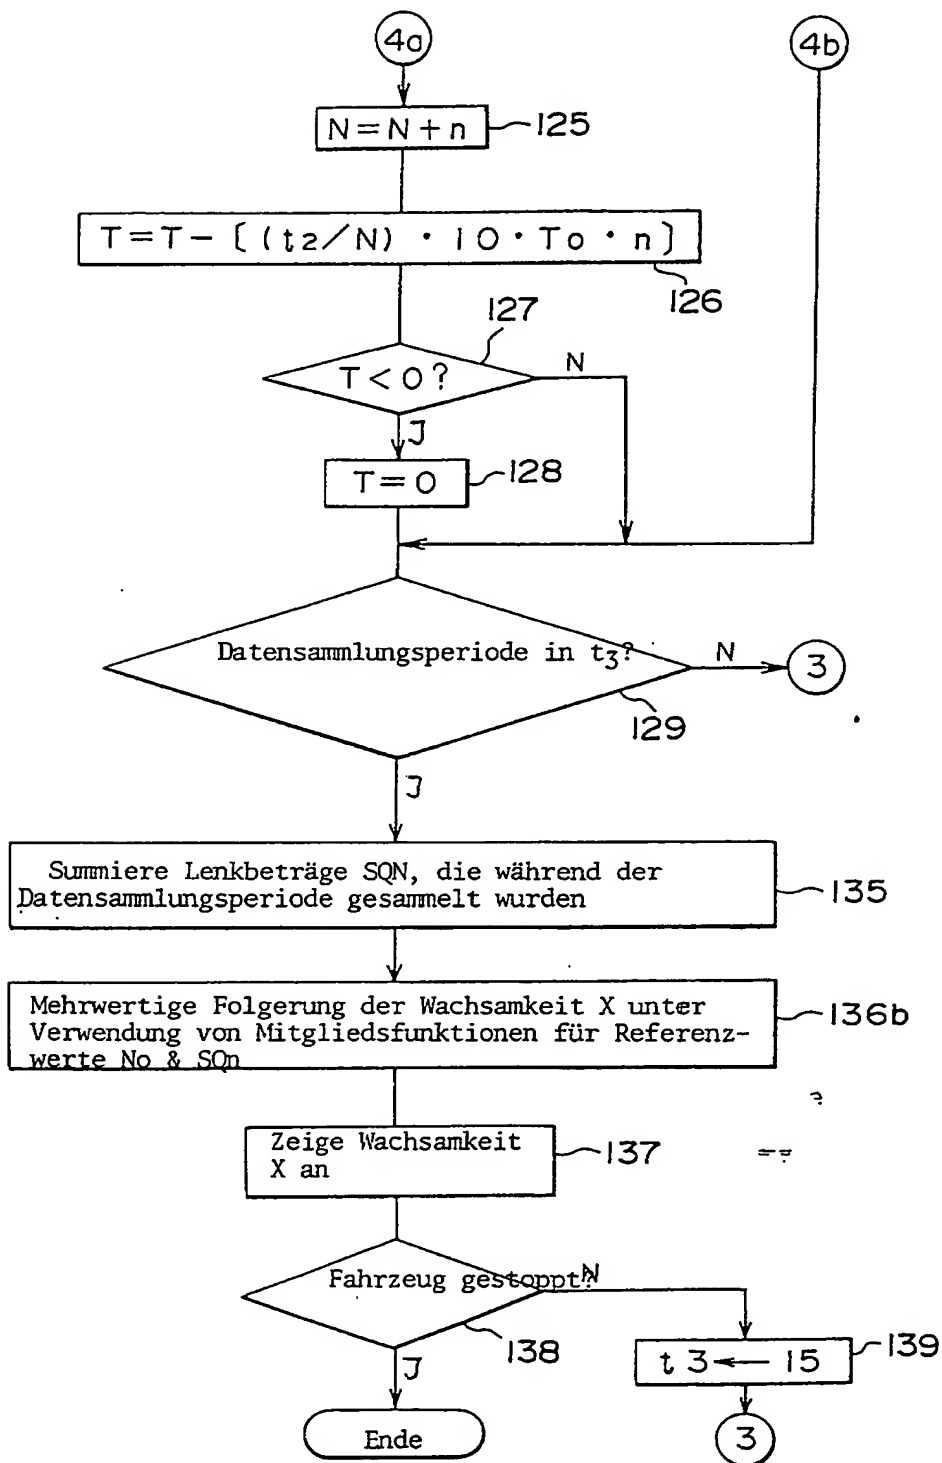 4a
4b
N=N+n
125
T=T-[(t2/N)・10・To・n]
126
127
T<0?
N
J
T=0
128
Datensammlungsperiode in t3?
N
3
129
J
Summiere Lenkbeträge SQN, die während der
Datensammlungsperiode gesammelt wurden
135
Mehrwertige Folgerung der Wachsamkeit X unter
Verwendung von Mitgliedsfunktionen für Referenz-
werte No & SQn
136b
Zeige Wachsamkeit
X an
137
Fahrzeug gestoppt?
N
138
139
t 3 ← 15
J
Ende
3